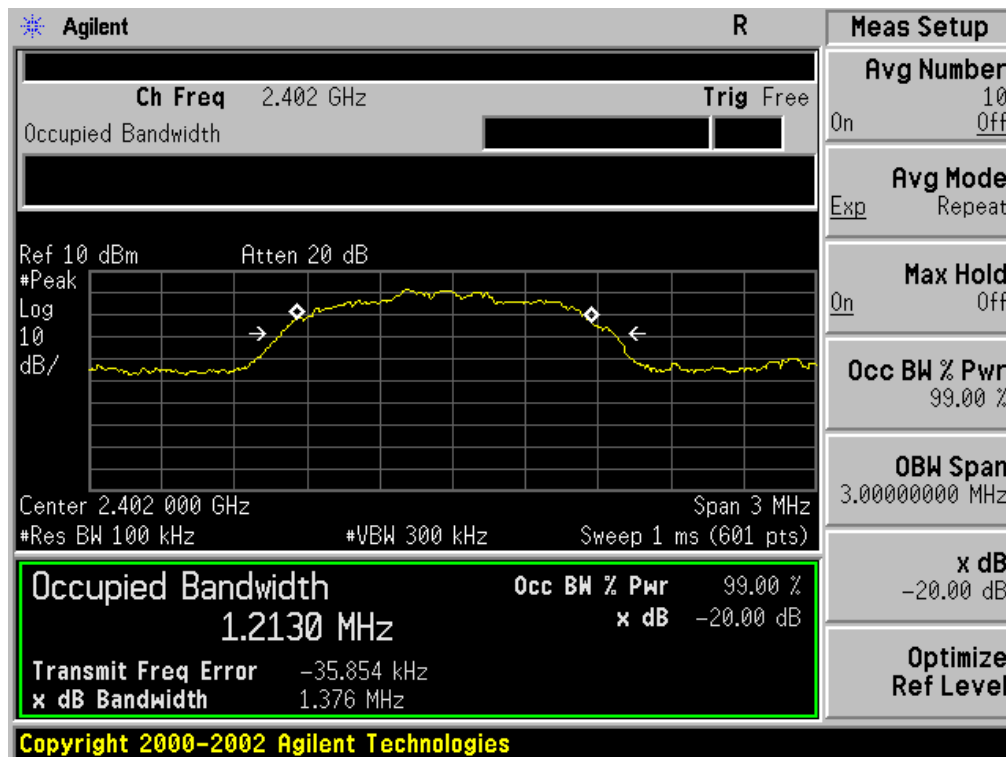 Agilent R
Ch Freq 2.402 GHz Trig Free
Occupied Bandwidth
Ref 10 dBm Atten 20 dB
#Peak
Log
10
dB/
Center 2.402 000 GHz Span 3 MHz
#Res BW 100 kHz #VBW 300 kHz Sweep 1 ms (601 pts)
Occupied Bandwidth
1.2130 MHz
Occ BW % Pwr 99.00 %
x dB -20.00 dB
Transmit Freq Error -35.854 kHz
x dB Bandwidth 1.376 MHz
Copyright 2000-2002 Agilent Technologies
Meas Setup
Avg Number
10
On Off
Avg Mode
Exp Repeat
Max Hold
On Off
Occ BW % Pwr
99.00 %
OBW Span
3.00000000 MHz
x dB
-20.00 dB
Optimize
Ref Level